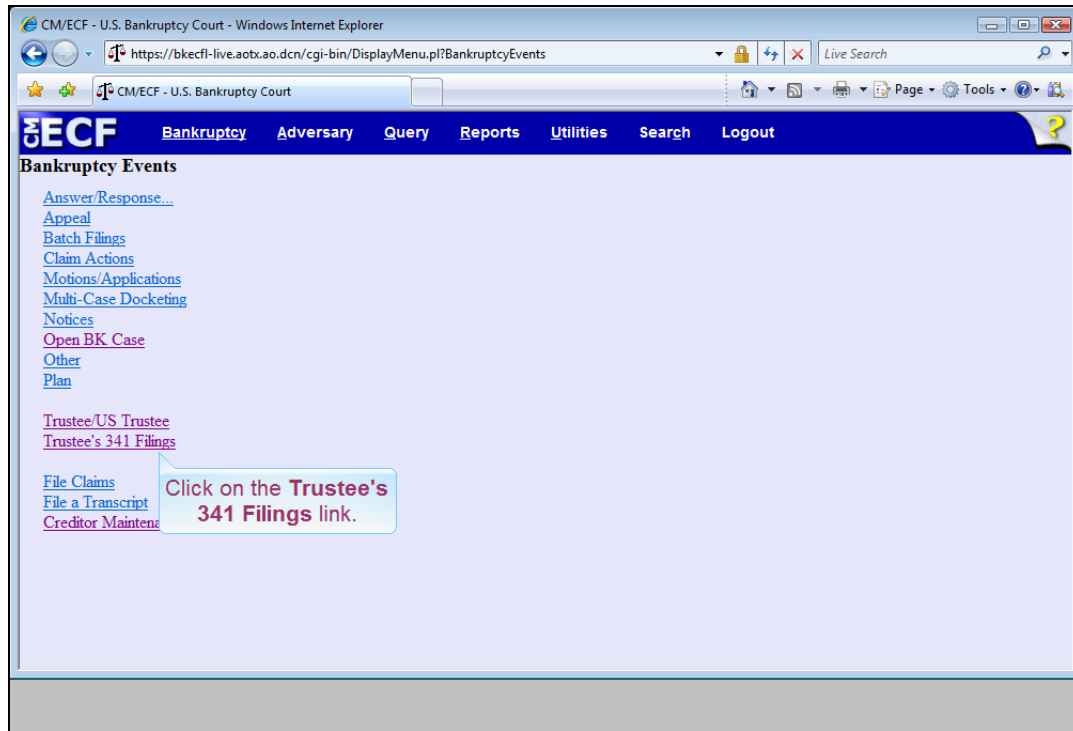 CM/ECF - U.S. Bankruptcy Court - Windows Internet Explorer
https://bkecfl-live.aotx.ao.dcn/cgi-bin/DisplayMenu.pl?BankruptcyEvents
Live Search
CM/ECF - U.S. Bankruptcy Court
Page
Tools
CM ECF Bankruptcy Adversary Query Reports Utilities Search Logout ?
Bankruptcy Events
Answer/Response...
Appeal
Batch Filings
Claim Actions
Motions/Applications
Multi-Case Docketing
Notices
Open BK Case
Other
Plan
Trustee/US Trustee
Trustee's 341 Filings
File Claims
File a Transcript
Creditor Maintena
Click on the Trustee's
341 Filings link.